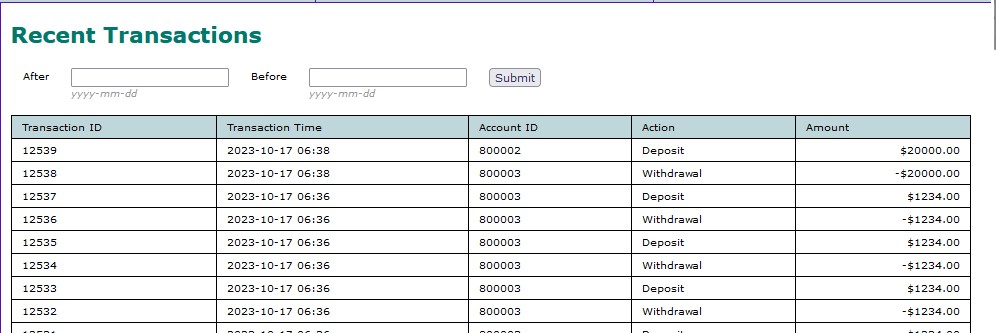 Recent Transactions
After Before Submit
yyyy-mm-dd yyyy-mm-dd
Transaction ID Transaction Time Account ID Action Amount
12539 2023-10-17 06:38 800002 Deposit $20000.00
12538 2023-10-17 06:38 800003 Withdrawal -$20000.00
12537 2023-10-17 06:36 800003 Deposit $1234.00
12536 2023-10-17 06:36 800003 Withdrawal -$1234.00
12535 2023-10-17 06:36 800003 Deposit $1234.00
12534 2023-10-17 06:36 800003 Withdrawal -$1234.00
12533 2023-10-17 06:36 800003 Deposit $1234.00
12532 2023-10-17 06:36 800003 Withdrawal -$1234.00